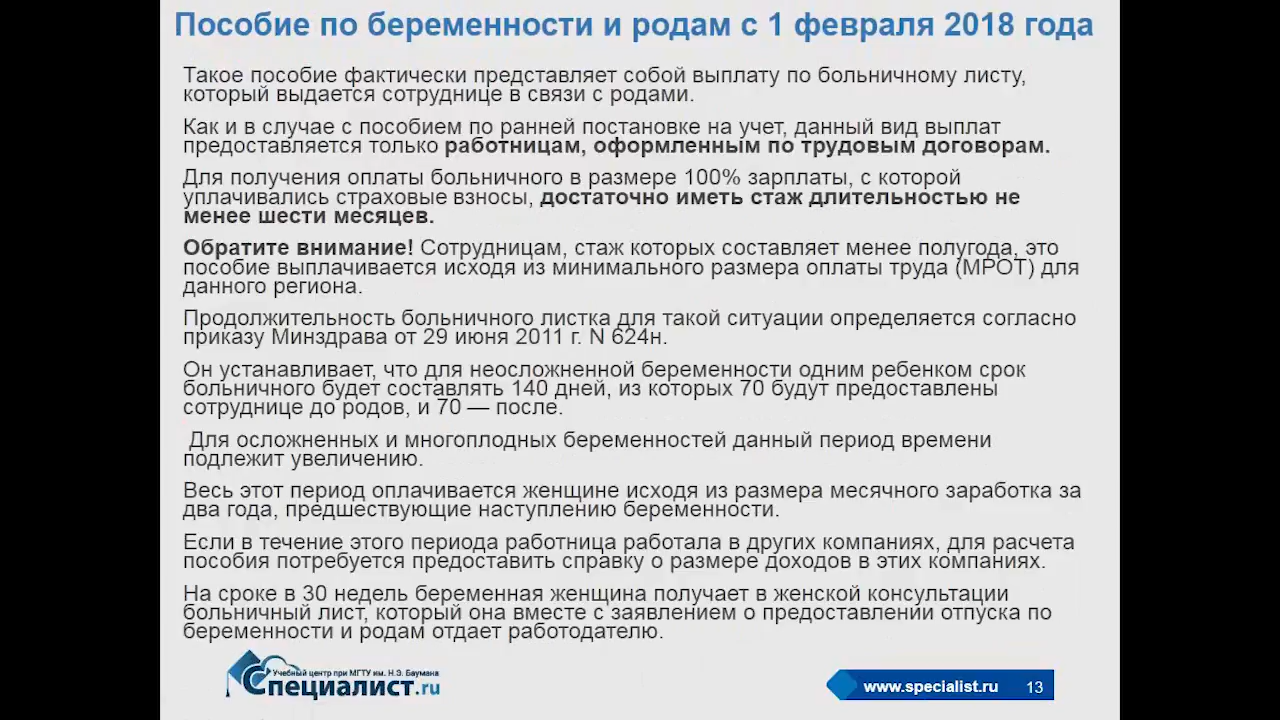 Пособие по беременности и родам с 1 февраля 2018 года
Такое пособие фактически представляет собой выплату по больничному листу,
который выдается сотруднице в связи с родами.
Как и в случае с пособием по ранней постановке на учет, данный вид выплат
предоставляется только работницам, оформленным по трудовым договорам.
Для получения оплаты больничного в размере 100% зарплаты, с которой
уплачивались страховые взносы, достаточно иметь стаж длительностью не
менее шести месяцев.
Обратите внимание! Сотрудницам, стаж которых составляет менее полугода, это
пособие выплачивается исходя из минимального размера оплаты труда (МРОТ) для
данного региона.
Продолжительность больничного листка для такой ситуации определяется согласно
приказу Минздрава от 29 июня 2011 г. N 624н.
Он устанавливает, что для неосложненной беременности одним ребенком срок
больничного будет составлять 140 дней, из которых 70 будут предоставлены
сотруднице до родов, и 70 — после.
Для осложненных и многоплодных беременностей данный период времени
подлежит увеличению.
Весь этот период оплачивается женщине исходя из размера месячного заработка за
два года, предшествующие наступлению беременности.
Если в течение этого периода работница работала в других компаниях, для расчета
пособия потребуется предоставить справку о размере доходов в этих компаниях.
На сроке в 30 недель беременная женщина получает в женской консультации
больничный лист, который она вместе с заявлением о предоставлении отпуска по
беременности и родам отдает работодателю.
Учебный центр при МГТУ им. Н.Э. Баумана
Специалист.ru
www.specialist.ru 13